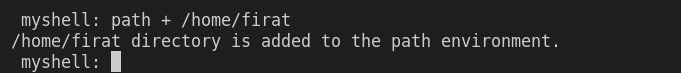 myshell: path + /home/firat
/home/firat directory is added to the path environment.
myshell: